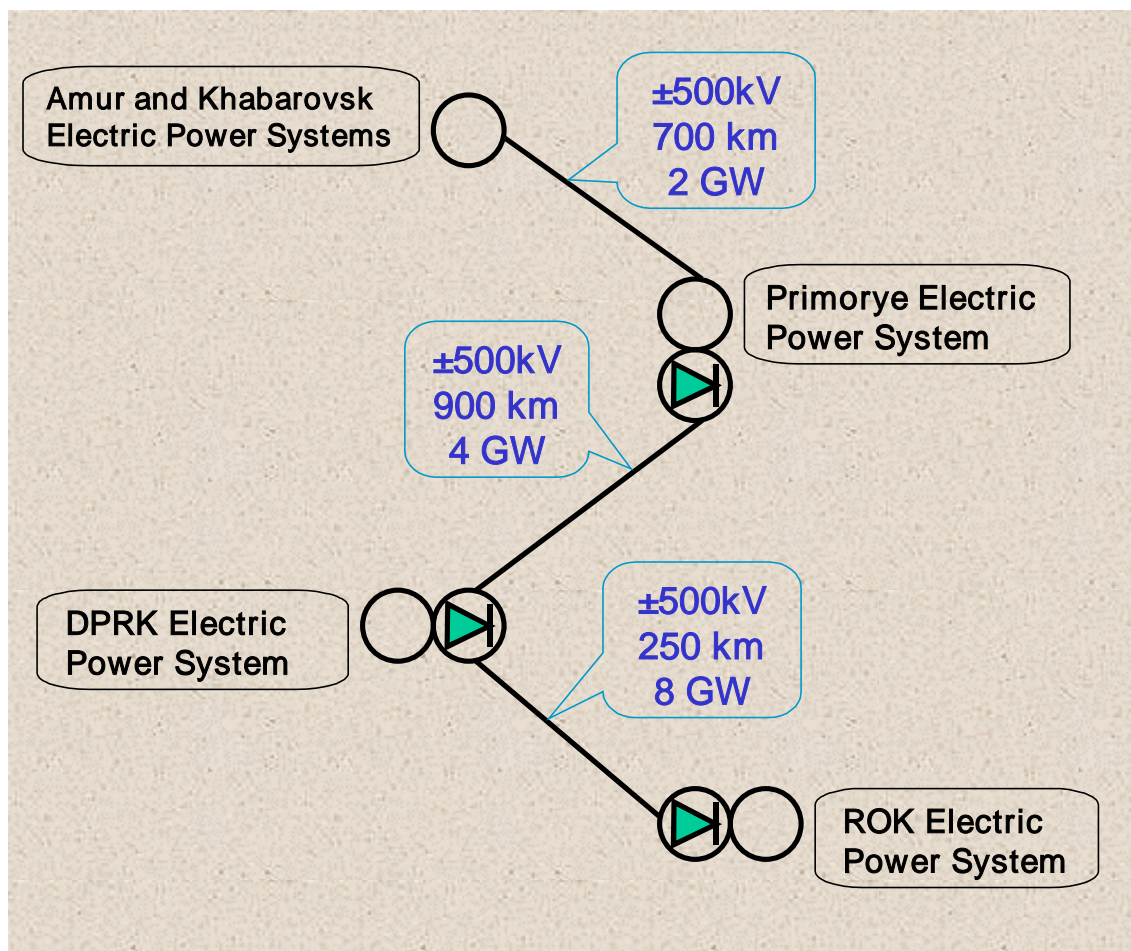 Amur and Khabarovsk
Electric Power Systems
±500kV
700 km
2 GW
Primorye Electric
Power System
±500kV
900 km
4 GW
DPRK Electric
Power System
±500kV
250 km
8 GW
ROK Electric
Power System